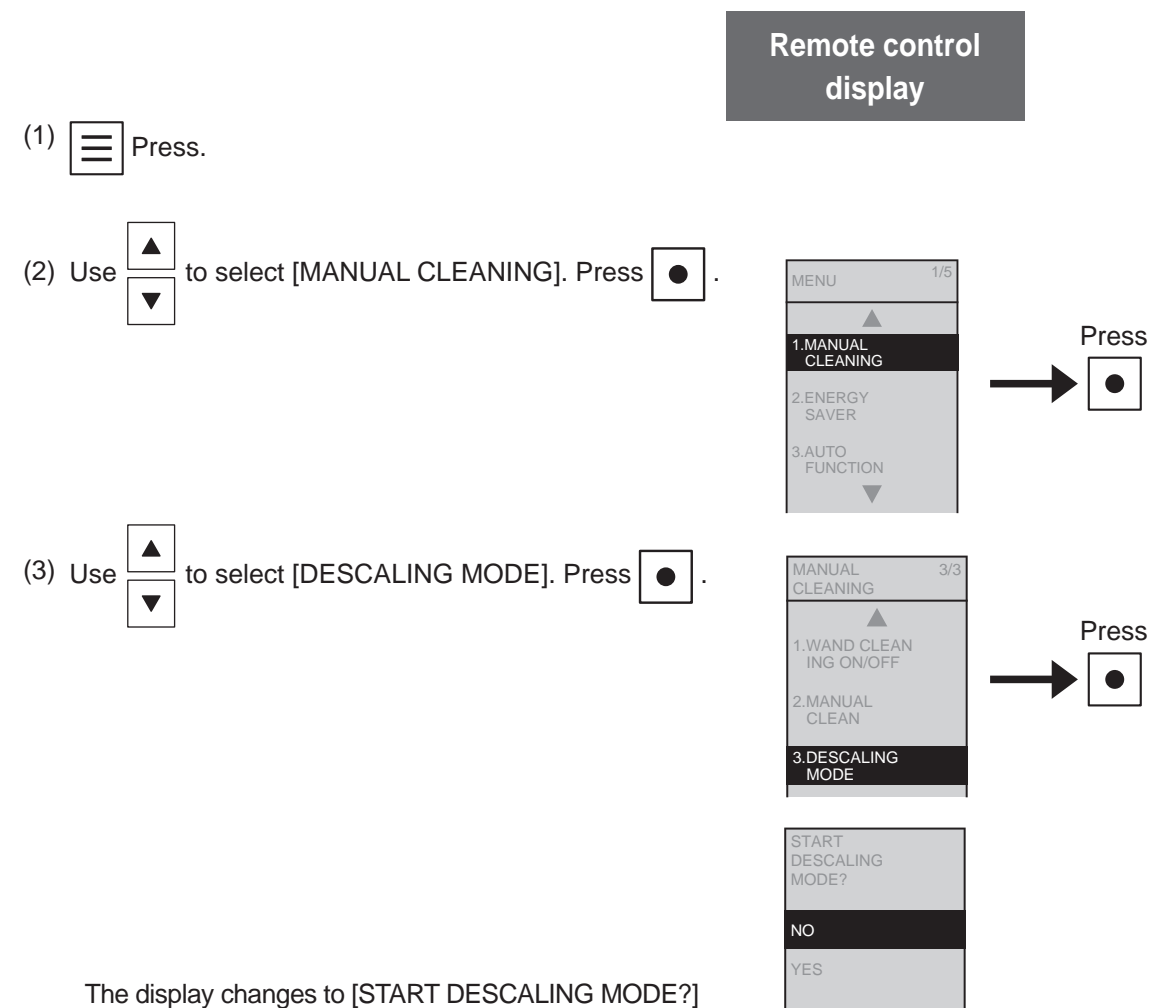 Remote control
display
(1) Press.
(2) Use to select [MANUAL CLEANING]. Press .
MENU 1/5
1.MANUAL
CLEANING
2.ENERGY
SAVER
3.AUTO
FUNCTION
Press
(3) Use to select [DESCALING MODE]. Press .
MANUAL 3/3
CLEANING
1.WAND CLEAN
ING ON/OFF
2.MANUAL
CLEAN
3.DESCALING
MODE
Press
START
DESCALING
MODE?
NO
YES
The display changes to [START DESCALING MODE?]